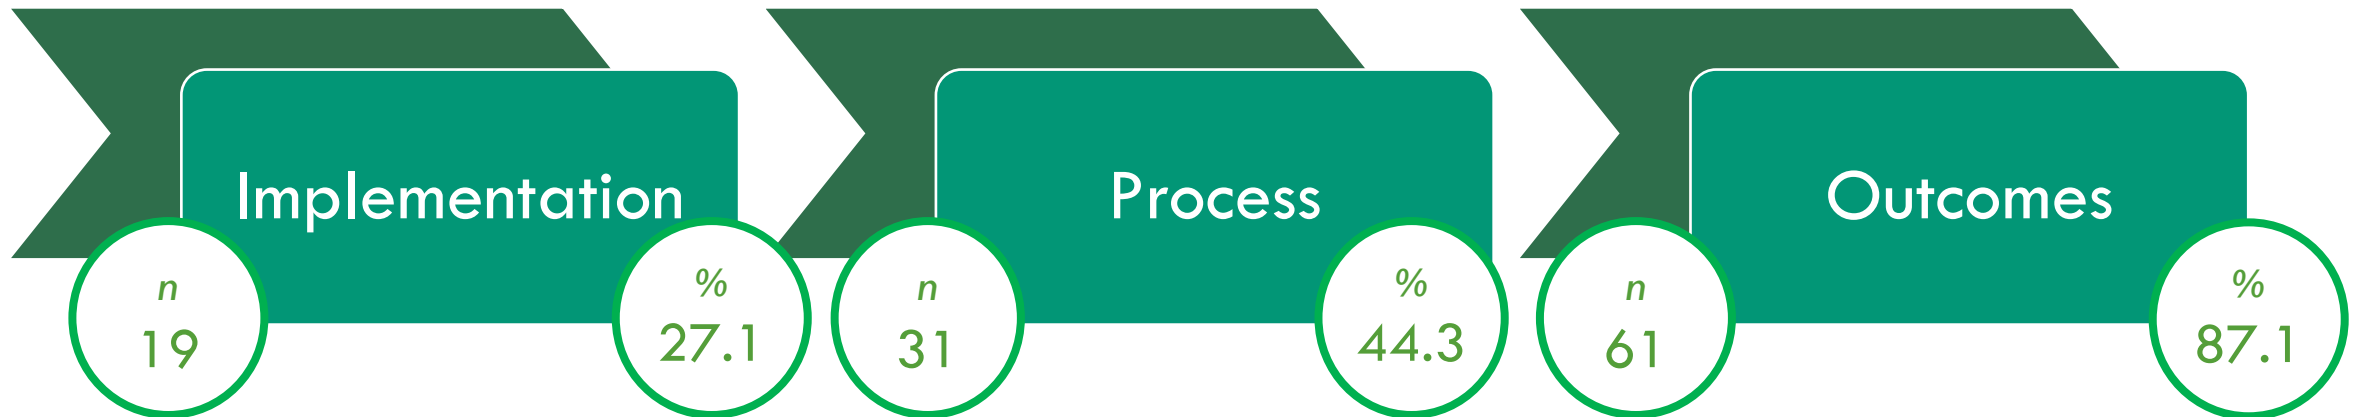 Implementation
n
19
%
27.1
Process
n
31
%
44.3
Outcomes
n
61
%
87.1